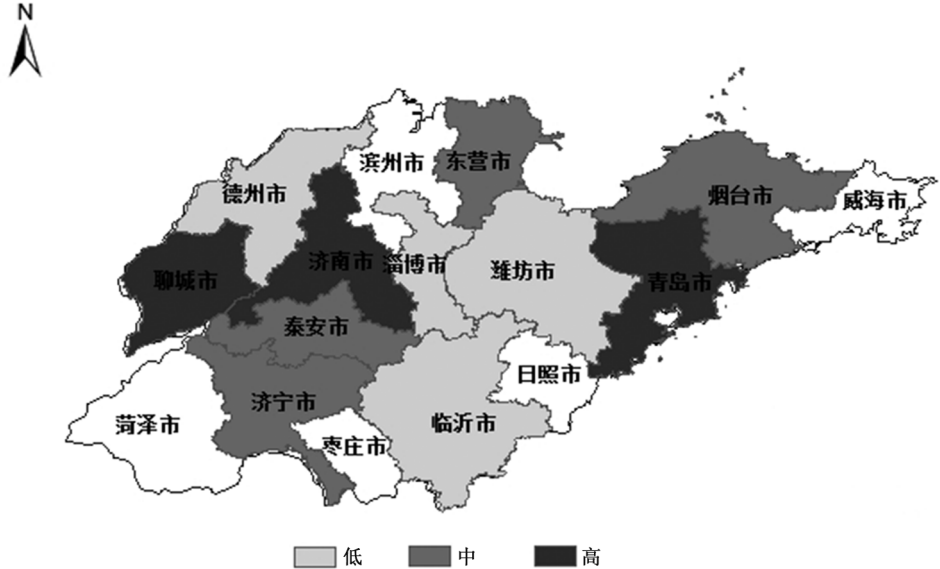 N
滨州市
东营市
德州市
烟台市
威海市
聊城市
济南市
淄博市
潍坊市
青岛市
泰安市
日照市
济宁市
菏泽市
临沂市
枣庄市
低
中
高